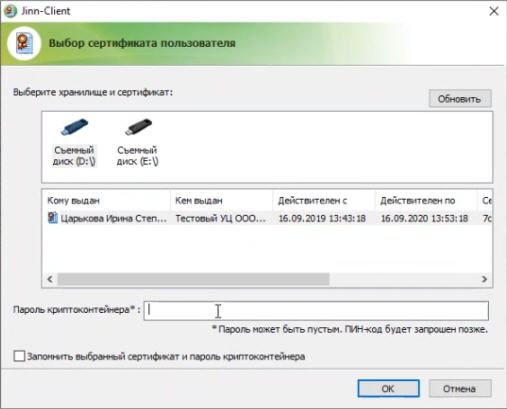 Jinn-Client
Выбор сертификата пользователя
Выберите хранилище и сертификат:
Обновить
Съемный диск (D:\)
Съемный диск (E:\)
Кому выдан Кем выдан Действителен с Действителен по Се
Царькова Ирина Степ... Тестовый УЦ ООО... 16.09.2019 13:43:18 16.09.2020 13:53:18 7c
Пароль криптоконтейнера* :
* Пароль может быть пустым. ПИН-код будет запрошен позже.
Запомнить выбранный сертификат и пароль криптоконтейнера
ОК Отмена